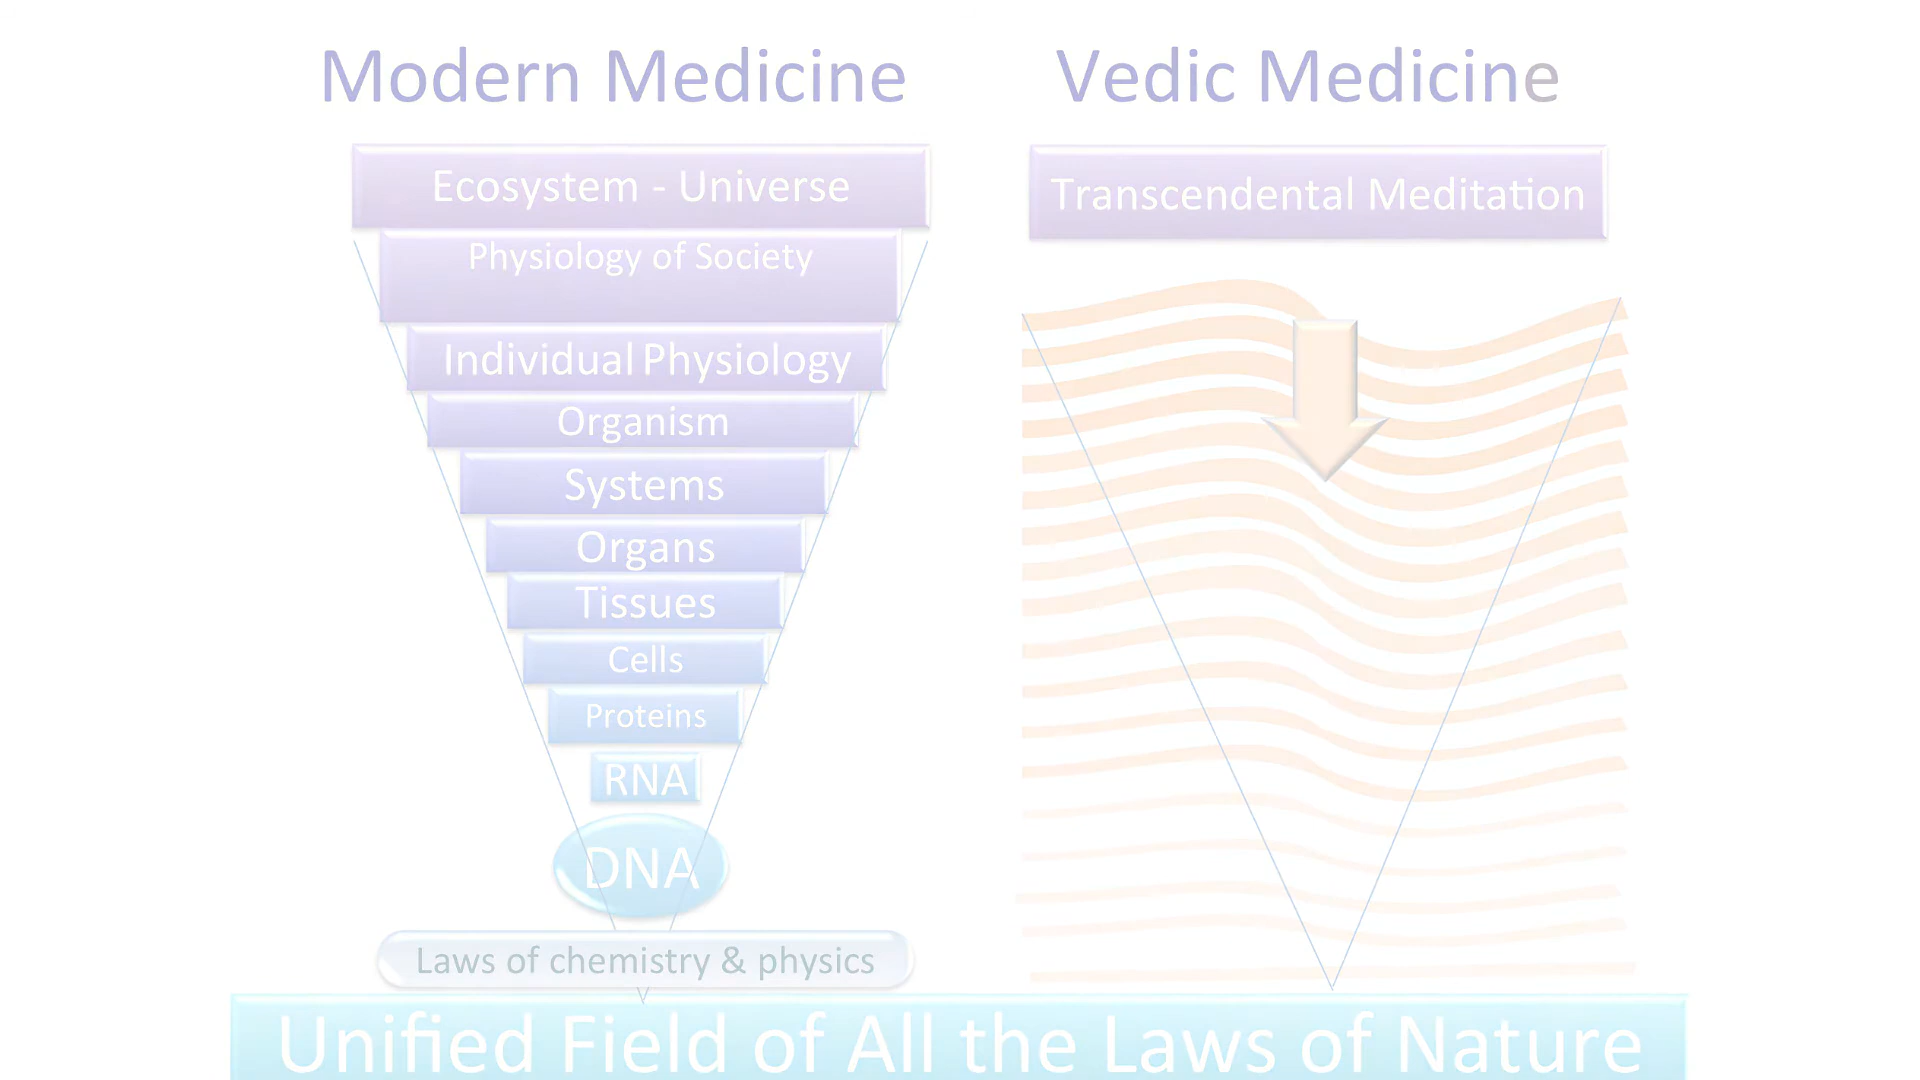 Modern Medicine
Ecosystem - Universe
Physiology of Society
Individual Physiology
Organism
Systems
Organs
Tissues
Cells
Proteins
RNA
DNA
Laws of chemistry & physics
Vedic Medicine
Transcendental Meditation
Unified Field of All the Laws of Nature